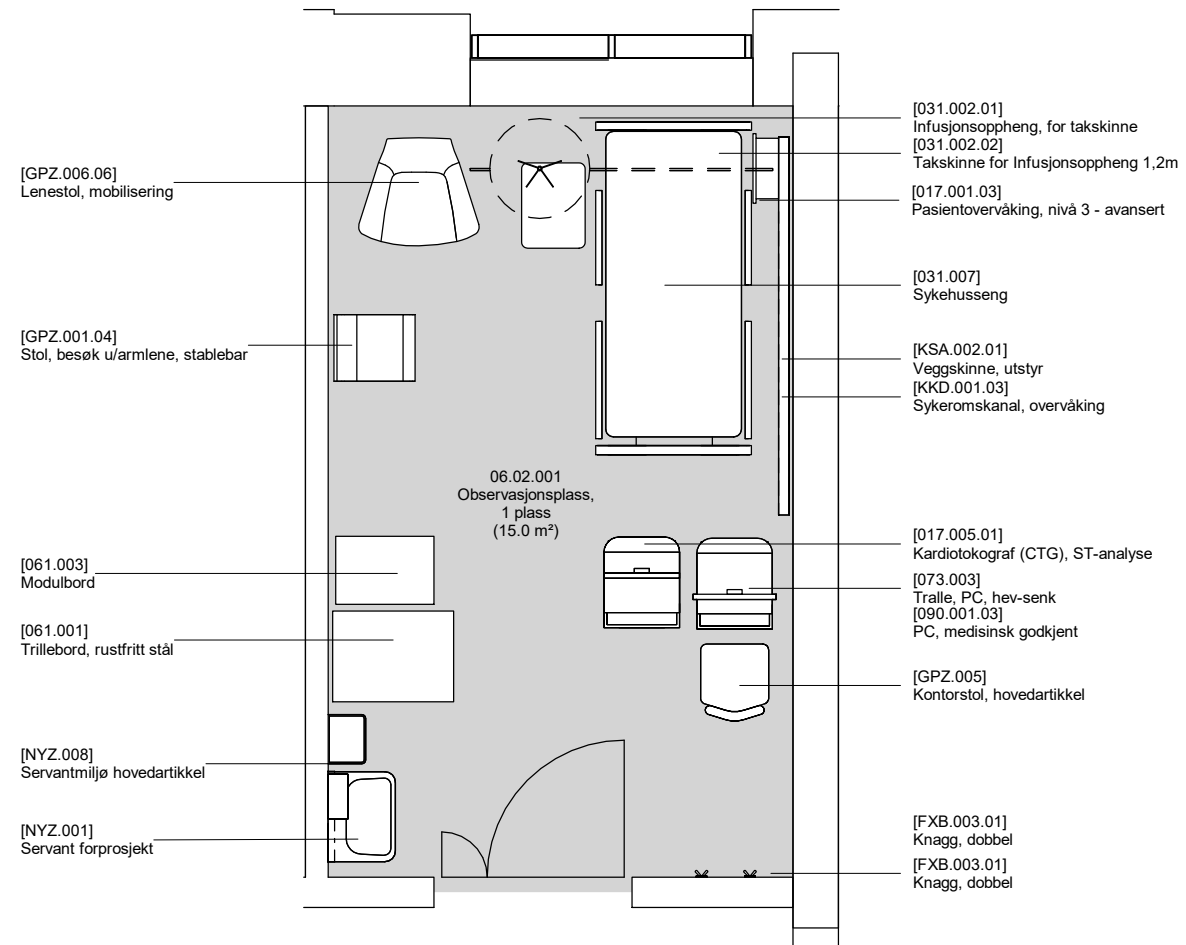 [GPZ.006.06]
Lenestol, mobilisering
[GPZ.001.04]
Stol, besøk u/armlene, stablebar
[061.003]
Modulbord
[061.001]
Trillebord, rustfritt stål
[NYZ.008]
Servantmiljø hovedartikkel
[NYZ.001]
Servant forprosjekt
06.02.001
Observasjonsplass,
1 plass
(15.0 m²)
[031.002.01]
Infusjonsoppheng, for takskinne
[031.002.02]
Takskinne for Infusjonsoppheng 1,2m
[017.001.03]
Pasientovervåking, nivå 3 - avansert
[031.007]
Sykehusseng
[KSA.002.01]
Veggskinne, utstyr
[KKD.001.03]
Sykeromskanal, overvåking
[017.005.01]
Kardiotokograf (CTG), ST-analyse
[073.003]
Tralle, PC, hev-senk
[090.001.03]
PC, medisinsk godkjent
[GPZ.005]
Kontorstol, hovedartikkel
[FXB.003.01]
Knagg, dobbel
[FXB.003.01]
Knagg, dobbel